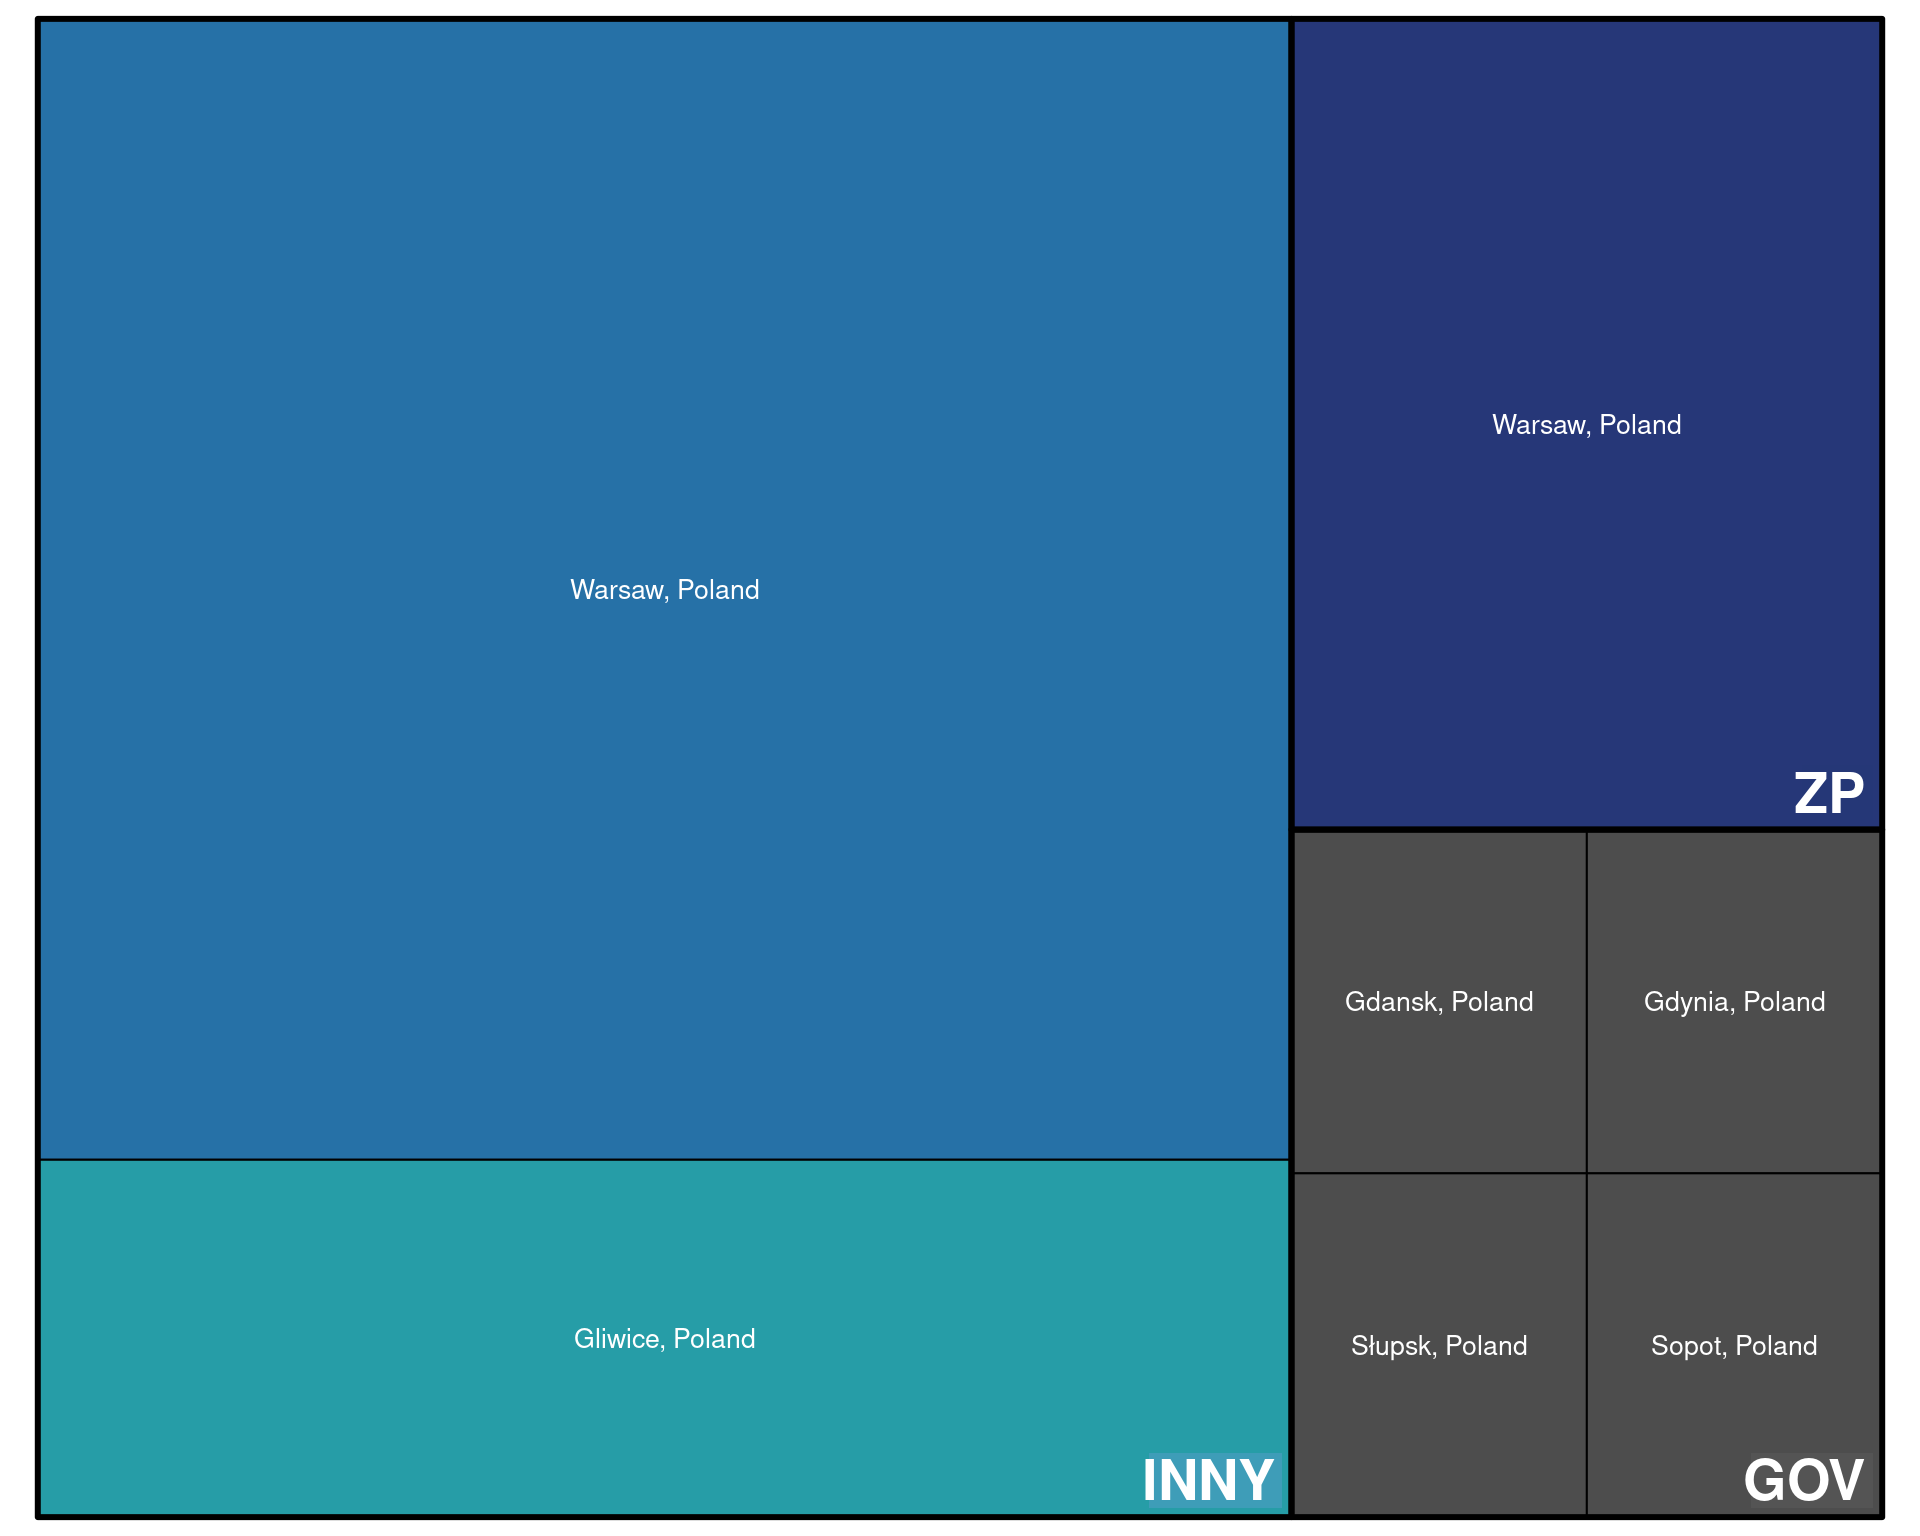 Warsaw, Poland
Gliwice, Poland
INNY
Warsaw, Poland
ZP
Gdansk, Poland
Gdynia, Poland
Słupsk, Poland
Sopot, Poland
GOV